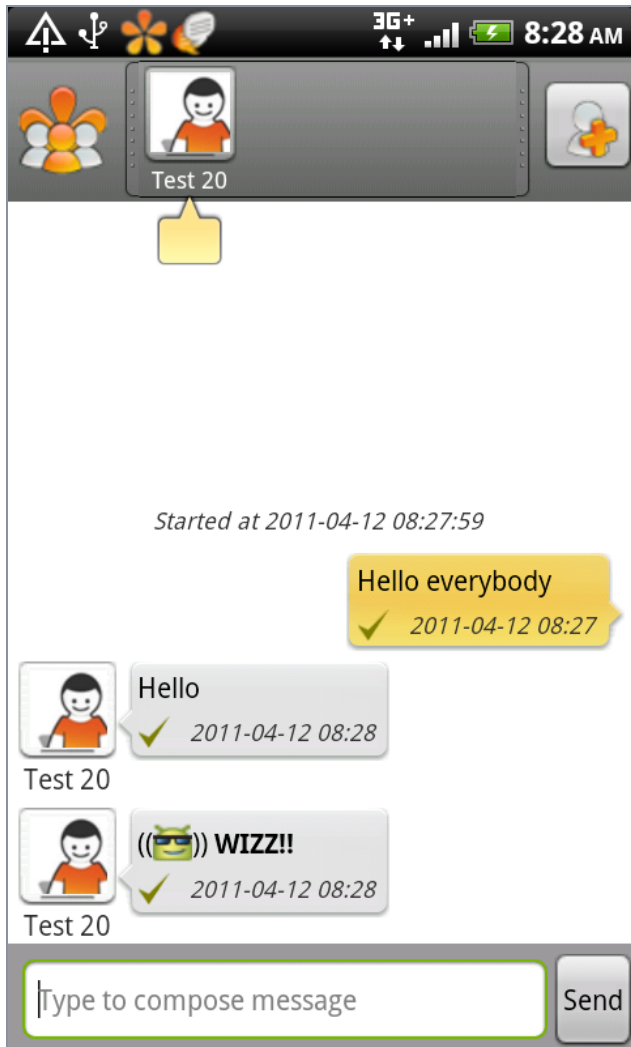 3G+ 8:28 AM
Test 20
Started at 2011-04-12 08:27:59
Hello everybody
2011-04-12 08:27
Hello
2011-04-12 08:28
Test 20
(()) WIZZ!!
2011-04-12 08:28
Test 20
Type to compose message
Send